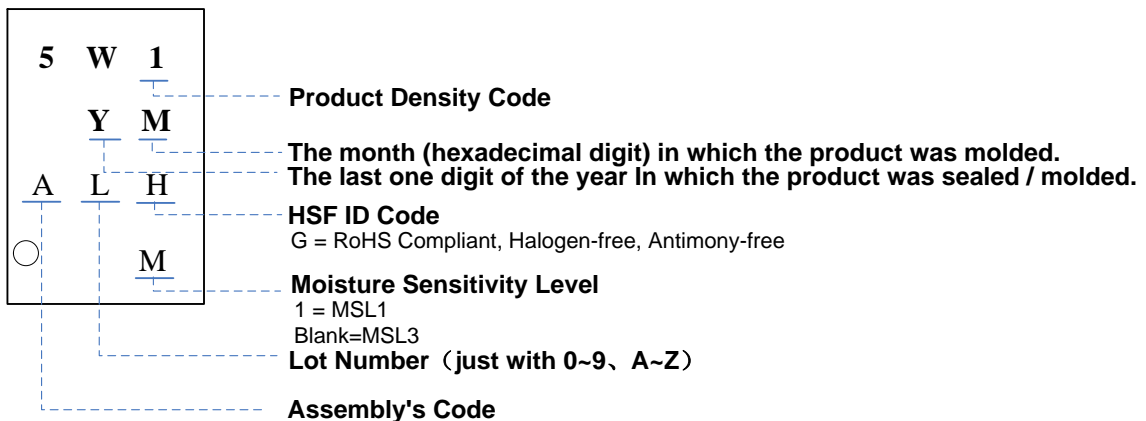 5 W 1
Product Density Code
Y M
The month (hexadecimal digit) in which the product was molded.
The last one digit of the year In which the product was sealed / molded.
A L H
HSF ID Code
G = RoHS Compliant, Halogen-free, Antimony-free
M
Moisture Sensitivity Level
1 = MSL1
Blank=MSL3
Lot Number（just with 0~9、A~Z）
Assembly's Code